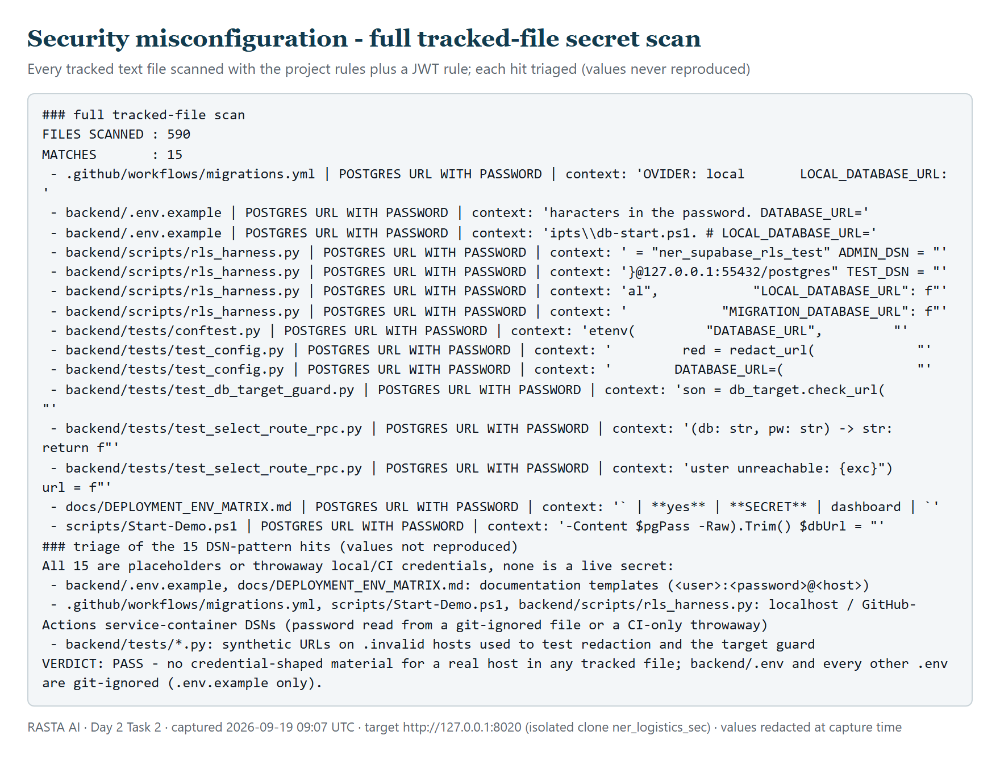 Security misconfiguration - full tracked-file secret scan
Every tracked text file scanned with the project rules plus a JWT rule; each hit triaged (values never reproduced)
### full tracked-file scan
FILES SCANNED : 590
MATCHES       : 15
 - .github/workflows/migrations.yml | POSTGRES URL WITH PASSWORD | context: 'OVIDER: local       LOCAL_DATABASE_URL:
'
 - backend/.env.example | POSTGRES URL WITH PASSWORD | context: 'haracters in the password. DATABASE_URL='
 - backend/.env.example | POSTGRES URL WITH PASSWORD | context: 'ipts\\db-start.ps1. # LOCAL_DATABASE_URL='
 - backend/scripts/rls_harness.py | POSTGRES URL WITH PASSWORD | context: ' = "ner_supabase_rls_test" ADMIN_DSN = "'
 - backend/scripts/rls_harness.py | POSTGRES URL WITH PASSWORD | context: '}@127.0.0.1:55432/postgres" TEST_DSN = "'
 - backend/scripts/rls_harness.py | POSTGRES URL WITH PASSWORD | context: 'al",            "LOCAL_DATABASE_URL": f"'
 - backend/scripts/rls_harness.py | POSTGRES URL WITH PASSWORD | context: '            "MIGRATION_DATABASE_URL": f"'
 - backend/tests/conftest.py | POSTGRES URL WITH PASSWORD | context: 'etenv(         "DATABASE_URL",         "'
 - backend/tests/test_config.py | POSTGRES URL WITH PASSWORD | context: '         red = redact_url(             "'
 - backend/tests/test_config.py | POSTGRES URL WITH PASSWORD | context: '        DATABASE_URL=(                 "'
 - backend/tests/test_db_target_guard.py | POSTGRES URL WITH PASSWORD | context: 'son = db_target.check_url(
"'
 - backend/tests/test_select_route_rpc.py | POSTGRES URL WITH PASSWORD | context: '(db: str, pw: str) -> str:
return f"'
 - backend/tests/test_select_route_rpc.py | POSTGRES URL WITH PASSWORD | context: 'uster unreachable: {exc}")
url = f"'
 - docs/DEPLOYMENT_ENV_MATRIX.md | POSTGRES URL WITH PASSWORD | context: '` | **yes** | **SECRET** | dashboard | `'
 - scripts/Start-Demo.ps1 | POSTGRES URL WITH PASSWORD | context: '-Content $pgPass -Raw).Trim() $dbUrl = "'
### triage of the 15 DSN-pattern hits (values not reproduced)
All 15 are placeholders or throwaway local/CI credentials, none is a live secret:
 - backend/.env.example, docs/DEPLOYMENT_ENV_MATRIX.md: documentation templates (<user>:<password>@<host>)
 - .github/workflows/migrations.yml, scripts/Start-Demo.ps1, backend/scripts/rls_harness.py: localhost / GitHub-
Actions service-container DSNs (password read from a git-ignored file or a CI-only throwaway)
 - backend/tests/*.py: synthetic URLs on .invalid hosts used to test redaction and the target guard
VERDICT: PASS - no credential-shaped material for a real host in any tracked file; backend/.env and every other .env
are git-ignored (.env.example only).
RASTA AI · Day 2 Task 2 · captured 2026-09-19 09:07 UTC · target http://127.0.0.1:8020 (isolated clone ner_logistics_sec) · values redacted at capture time